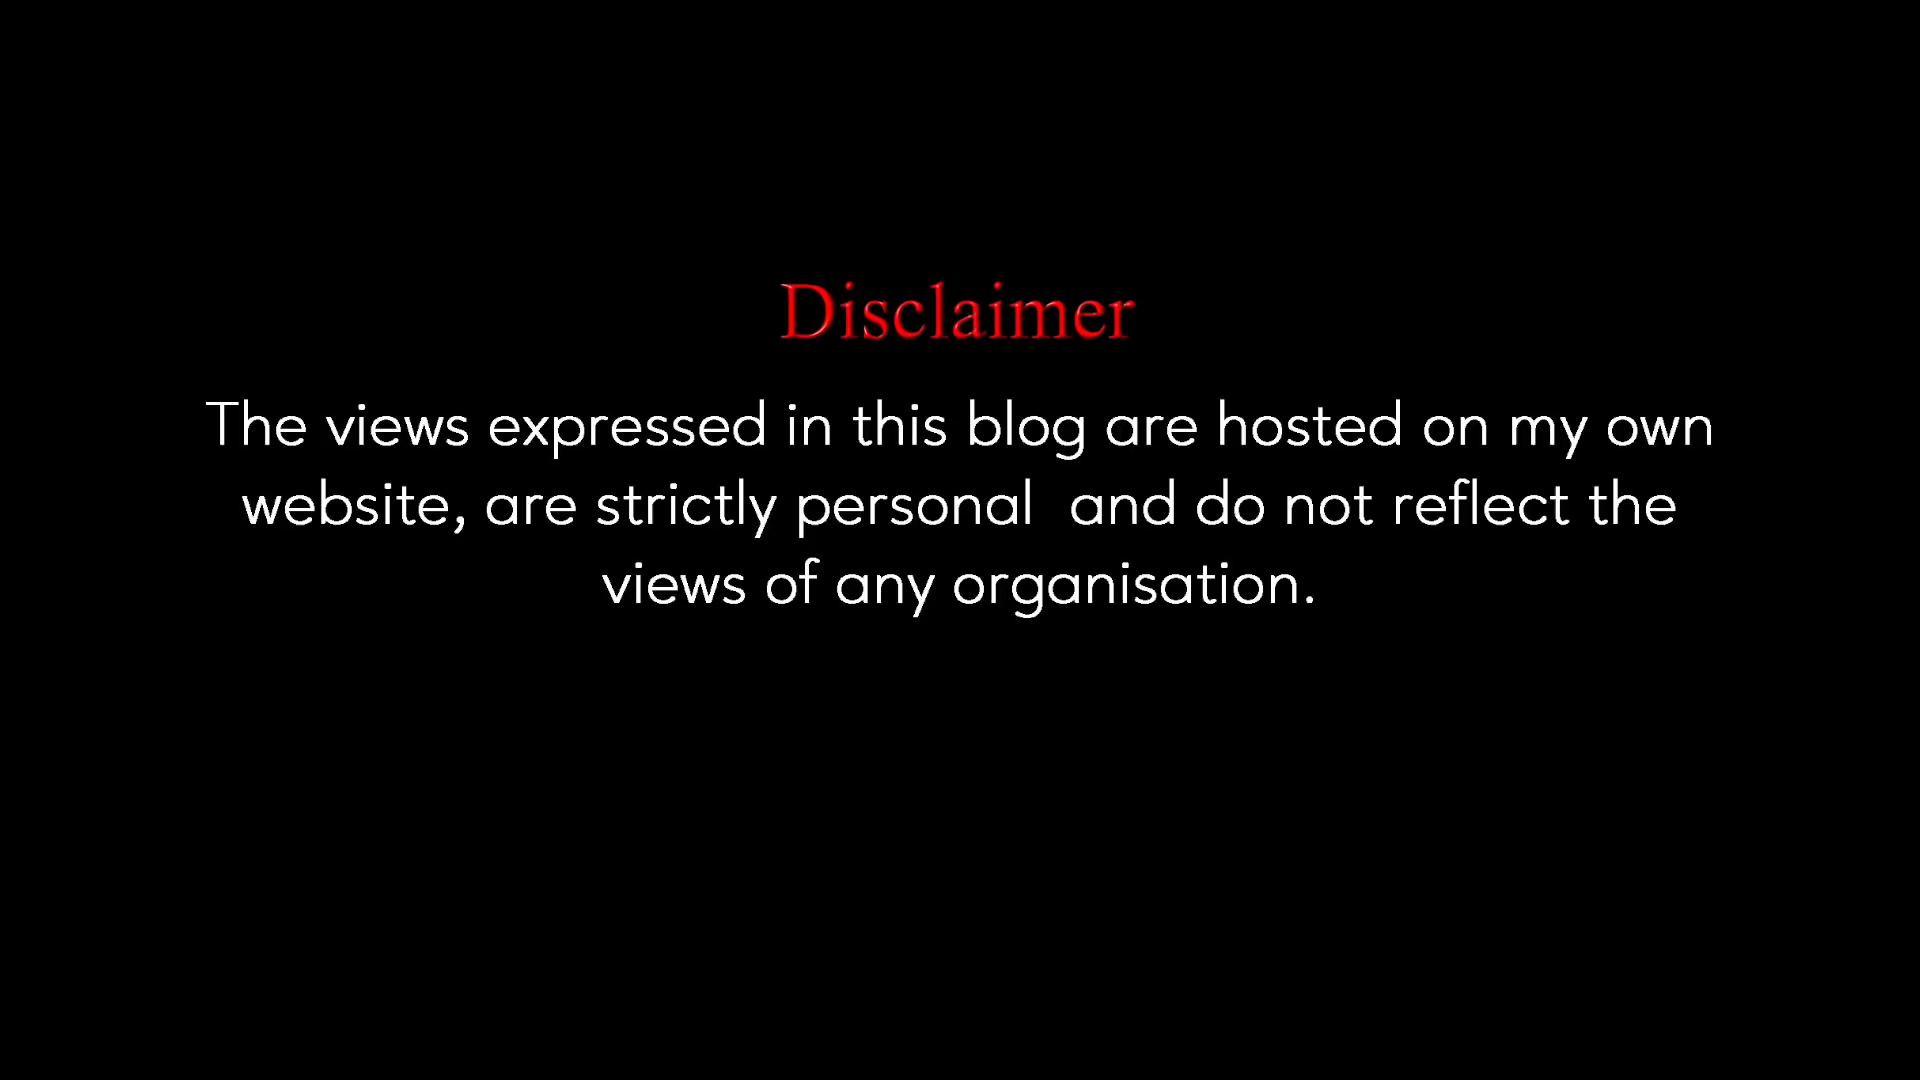 Disclaimer
The views expressed in this blog are hosted on my own
website, are strictly personal  and do not reflect the
views of any organisation.